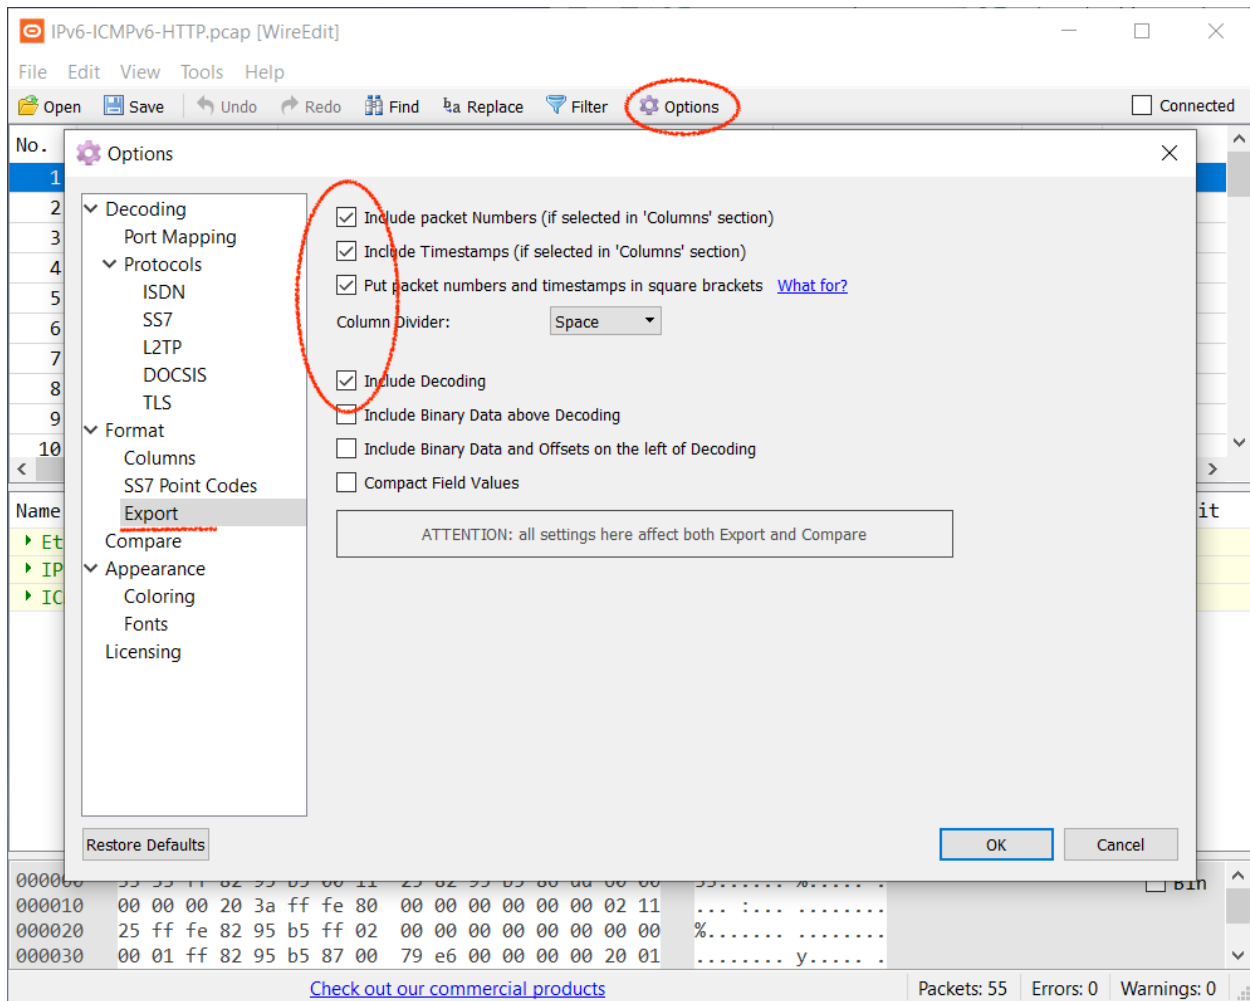 IPv6-ICMPv6-HTTP.pcap [WireEdit]
File Edit View Tools Help
Open Save Undo Redo Find Replace Filter Options Connected
No.
Options
1
2
3
4
5
6
7
8
9
10
Decoding
Port Mapping
Protocols
ISDN
SS7
L2TP
DOCSIS
TLS
Format
Columns
SS7 Point Codes
Export
Compare
Appearance
Coloring
Fonts
Licensing
Include packet Numbers (if selected in 'Columns' section)
Include Timestamps (if selected in 'Columns' section)
Put packet numbers and timestamps in square brackets What for?
Column Divider: Space
Include Decoding
Include Binary Data above Decoding
Include Binary Data and Offsets on the left of Decoding
Compact Field Values
ATTENTION: all settings here affect both Export and Compare
Name it
Et
IP
IC
Restore Defaults OK Cancel
Bin
000010 00 00 00 20 3a ff fe 80 00 00 00 00 00 00 02 11 ... :... ........
000020 25 ff fe 82 95 b5 ff 02 00 00 00 00 00 00 00 00 %....... ........
000030 00 01 ff 82 95 b5 87 00 79 e6 00 00 00 00 20 01 ........ y..... .
Check out our commercial products Packets: 55 Errors: 0 Warnings: 0